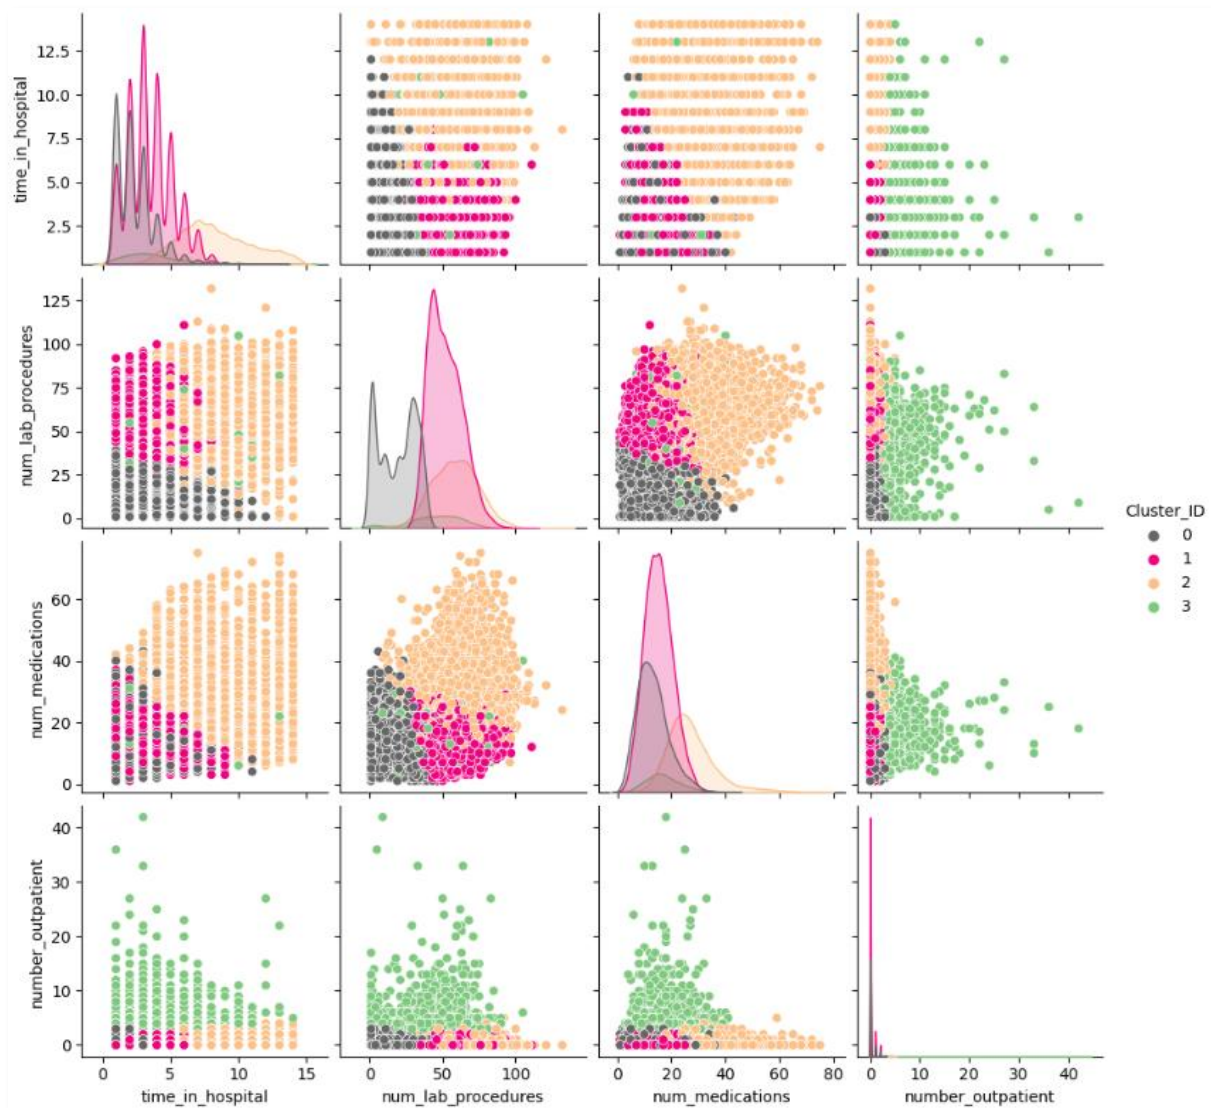 12.5
10.0
7.5
5.0
2.5
time_in_hospital
125
100
75
50
25
0
num_lab_procedures
Cluster_ID
0
1
2
3
60
40
20
0
num_medications
40
30
20
10
0
number_outpatient
0 5 10 15
0 50 100
0 20 40 60 80
0 20 40
time_in_hospital
num_lab_procedures
num_medications
number_outpatient